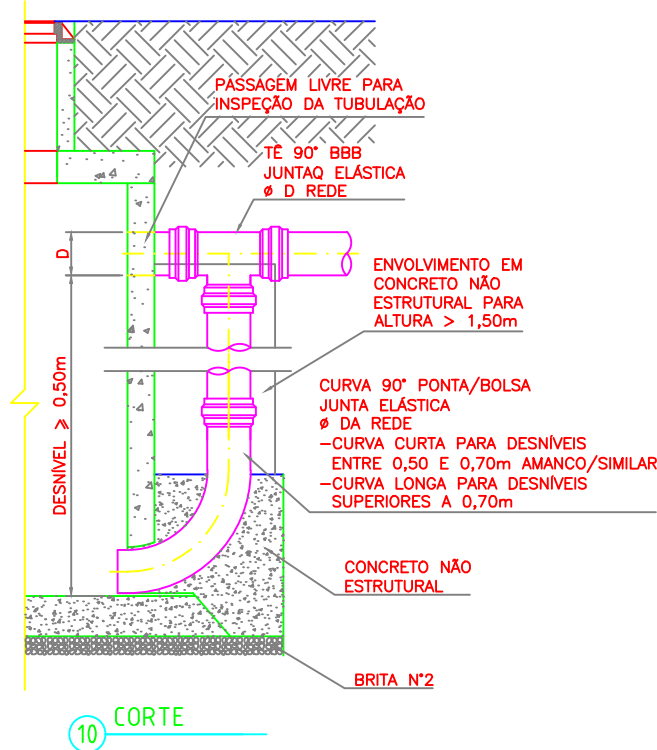 PASSAGEM LIVRE PARA
INSPEÇÃO DA TUBULAÇÃO
TÊ 90° BBB
JUNTAQ ELÁSTICA
ø D REDE
D
ENVOLVIMENTO EM
CONCRETO NÃO
ESTRUTURAL PARA
ALTURA > 1,50m
DESNÍVEL ⩾ 0,50m
CURVA 90° PONTA/BOLSA
JUNTA ELÁSTICA
ø DA REDE
-CURVA CURTA PARA DESNÍVEIS
ENTRE 0,50 E 0,70m AMANCO/SIMILAR
-CURVA LONGA PARA DESNÍVEIS
SUPERIORES A 0,70m
CONCRETO NÃO
ESTRUTURAL
BRITA N°2
10 CORTE